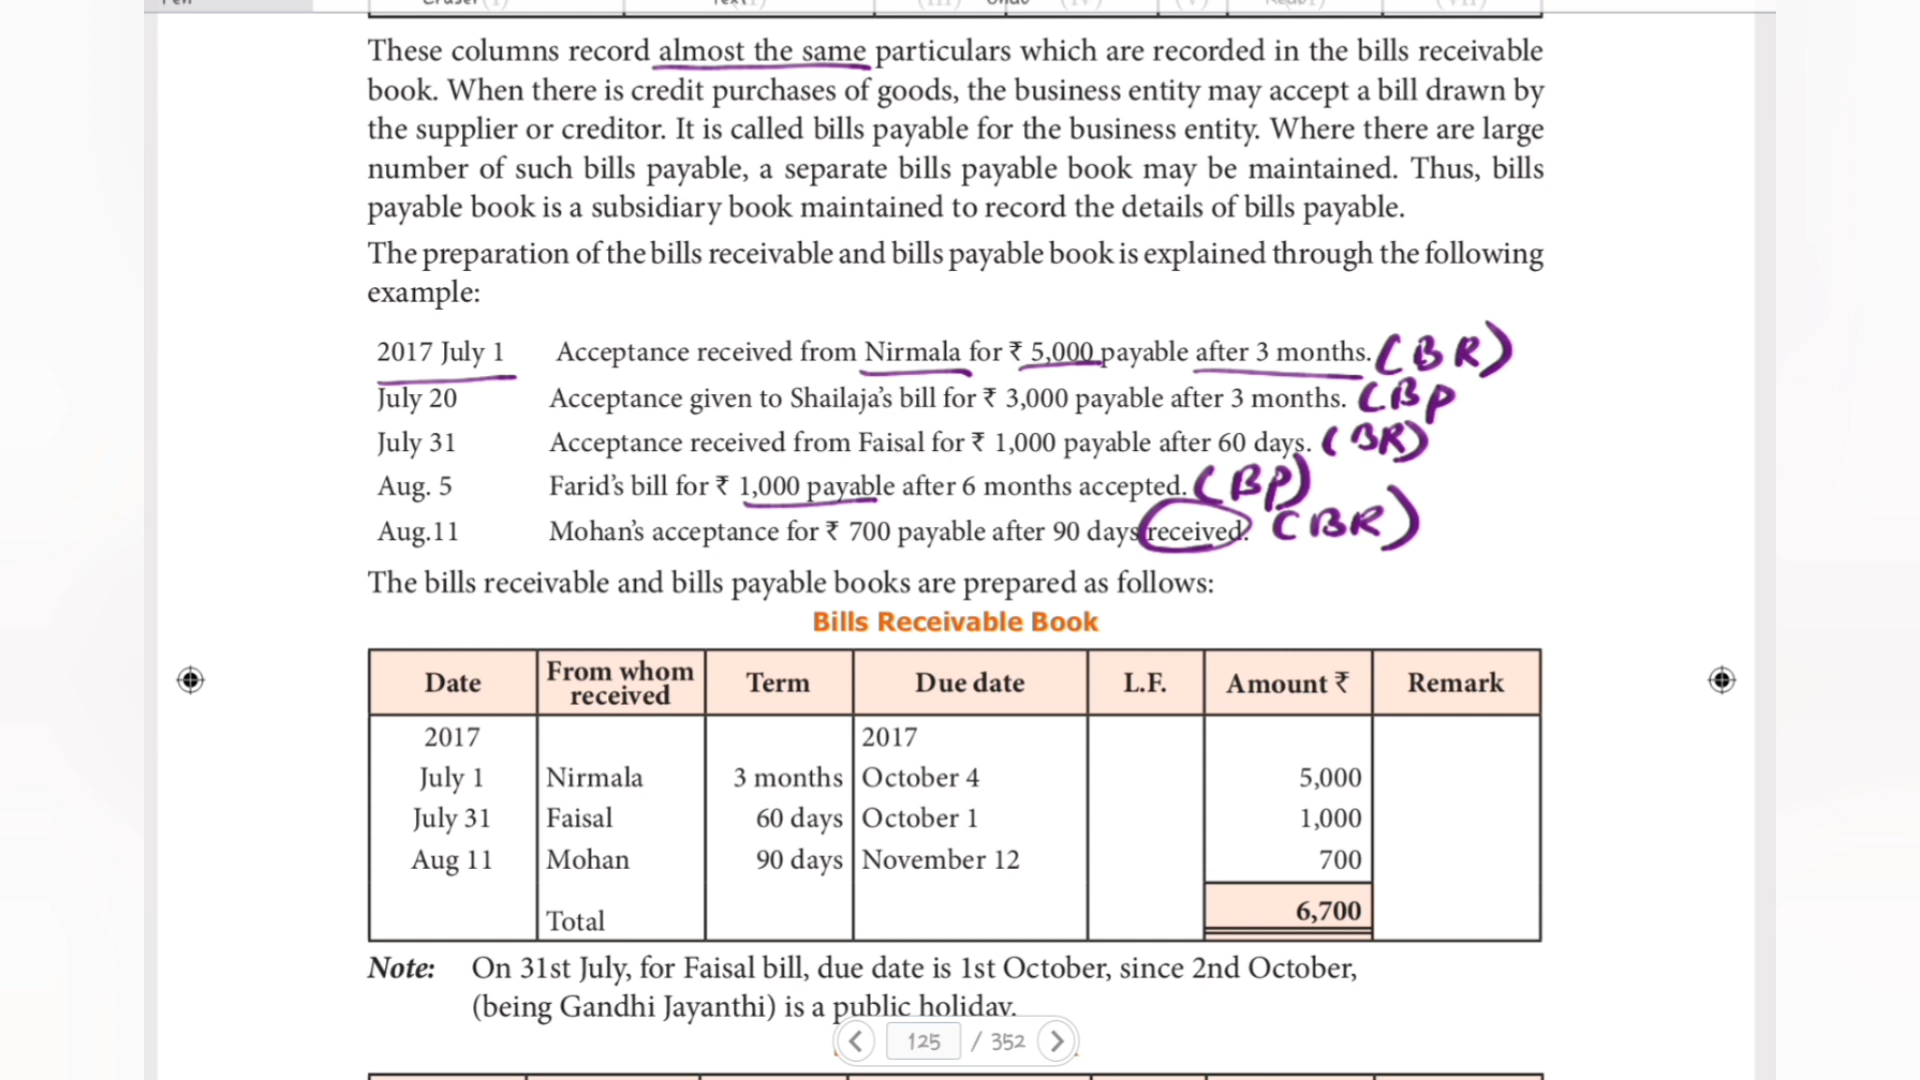 These columns record almost the same particulars which are recorded in the bills receivable
book. When there is credit purchases of goods, the business entity may accept a bill drawn by
the supplier or creditor. It is called bills payable for the business entity. Where there are large
number of such bills payable, a separate bills payable book may be maintained. Thus, bills
payable book is a subsidiary book maintained to record the details of bills payable.
The preparation of the bills receivable and bills payable book is explained through the following
example:
2017 July 1 Acceptance received from Nirmala for ₹ 5,000 payable after 3 months. (BR)
July 20 Acceptance given to Shailaja's bill for ₹ 3,000 payable after 3 months. (BP
July 31 Acceptance received from Faisal for ₹ 1,000 payable after 60 days. (BR)
Aug. 5 Farid's bill for ₹ 1,000 payable after 6 months accepted. (BP)
Aug.11 Mohan's acceptance for ₹ 700 payable after 90 days received. (BR)
The bills receivable and bills payable books are prepared as follows:
Bills Receivable Book
Date From whom received Term Due date L.F. Amount ₹ Remark
2017 2017
July 1 Nirmala 3 months October 4 5,000
July 31 Faisal 60 days October 1 1,000
Aug 11 Mohan 90 days November 12 700
Total 6,700
Note: On 31st July, for Faisal bill, due date is 1st October, since 2nd October,
(being Gandhi Jayanthi) is a public holiday.
125 / 352